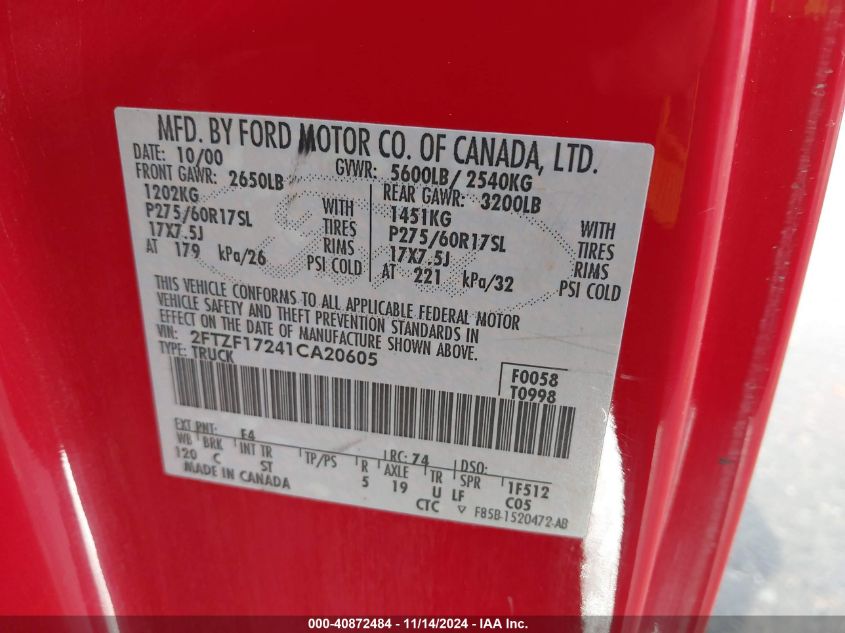 MFD. BY FORD MOTOR CO. OF CANADA, LTD.
DATE: 10/00 GVWR: 5600LB/ 2540KG
FRONT GAWR: 2650LB REAR GAWR: 3200LB
1202KG WITH 1451KG WITH
P275/60R17SL TIRES P275/60R17SL TIRES
17X7.5J RIMS 17X7.5J RIMS
AT 179 kPa/26 PSI COLD AT 221 kPa/32 PSI COLD
THIS VEHICLE CONFORMS TO ALL APPLICABLE FEDERAL MOTOR
VEHICLE SAFETY AND THEFT PREVENTION STANDARDS IN
EFFECT ON THE DATE OF MANUFACTURE SHOWN ABOVE.
VIN: 2FTZF17241CA20605
TYPE: TRUCK
F0058
T0998
EXT PNT: E4 RC: 74 DSO:
WB BRK INT TR TP/PS R AXLE TR SPR 1F512
120 C ST 5 19 U LF C05
MADE IN CANADA CTC ▽ F85B-1520472-AB
000-40872484 - 11/14/2024 - IAA Inc.